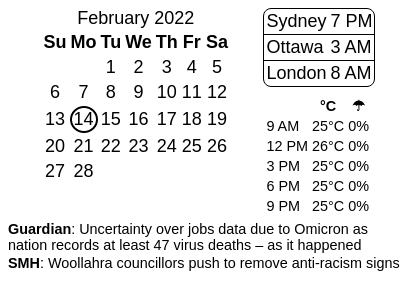 February 2022
Su Mo Tu We Th Fr Sa
1 2 3 4 5
6 7 8 9 10 11 12
13 14 15 16 17 18 19
20 21 22 23 24 25 26
27 28
Sydney 7 PM
Ottawa 3 AM
London 8 AM
°C ☂
9 AM 25°C 0%
12 PM 26°C 0%
3 PM 25°C 0%
6 PM 25°C 0%
9 PM 25°C 0%
Guardian: Uncertainty over jobs data due to Omicron as
nation records at least 47 virus deaths – as it happened
SMH: Woollahra councillors push to remove anti-racism signs